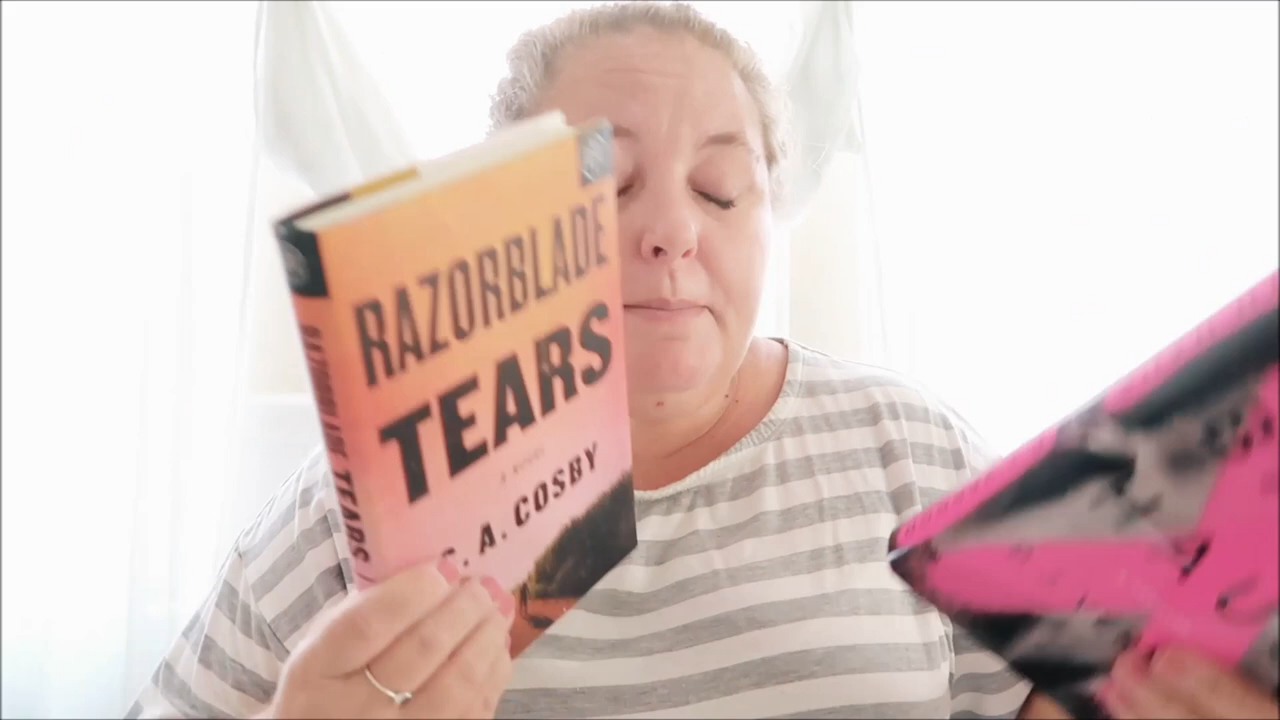 RAZORBLADE
TEARS
A NOVEL
S. A. COSBY
RAZORBLADE TEARS